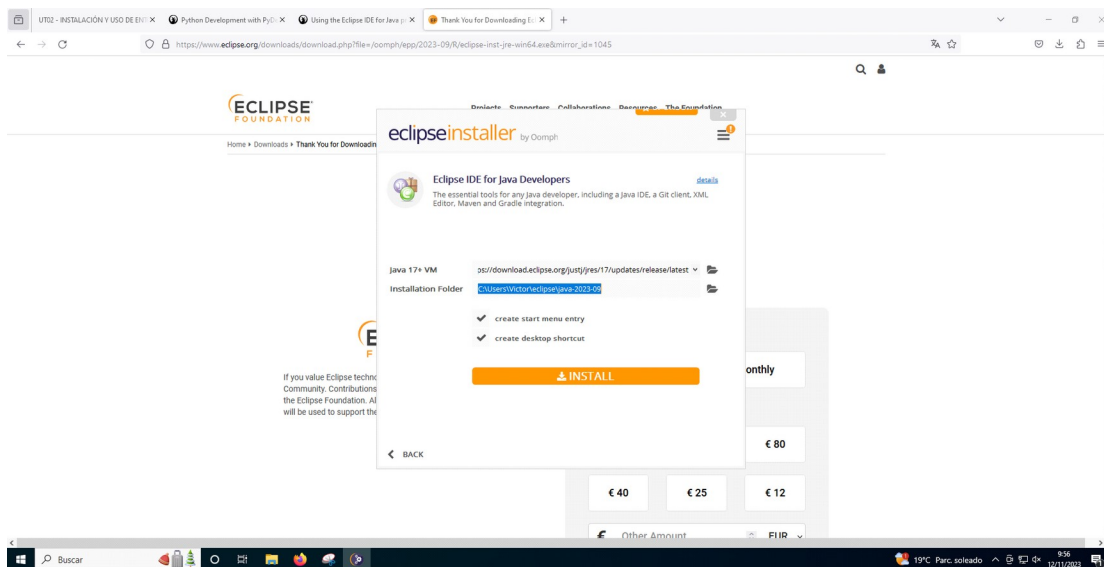 UT02 - INSTALACIÓN Y USO DE ENT
Python Development with PyD
Using the Eclipse IDE for Java p
Thank You for Downloading Ec
https://www.eclipse.org/downloads/download.php?file=/oomph/epp/2023-09/R/eclipse-inst-jre-win64.exe&mirror_id=1045
ECLIPSE
FOUNDATION
Projects Supporters Collaborations Resources The Foundation
Home Downloads Thank You for Downloadin
eclipseinstaller by Oomph
Eclipse IDE for Java Developers details
The essential tools for any Java developer, including a Java IDE, a Git client, XML
Editor, Maven and Gradle integration.
Java 17+ VM ps://download.eclipse.org/justj/jres/17/updates/release/latest
Installation Folder C:\Users\Victor\eclipse\java-2023-09
create start menu entry
create desktop shortcut
INSTALL
BACK
E
F
If you value Eclipse techno
Community. Contributions
the Eclipse Foundation. Al
will be used to support the
onthly
€ 80
€ 40 € 25 € 12
€ Other Amount EUR
Buscar
19°C Parc. soleado
9:56
12/11/2023